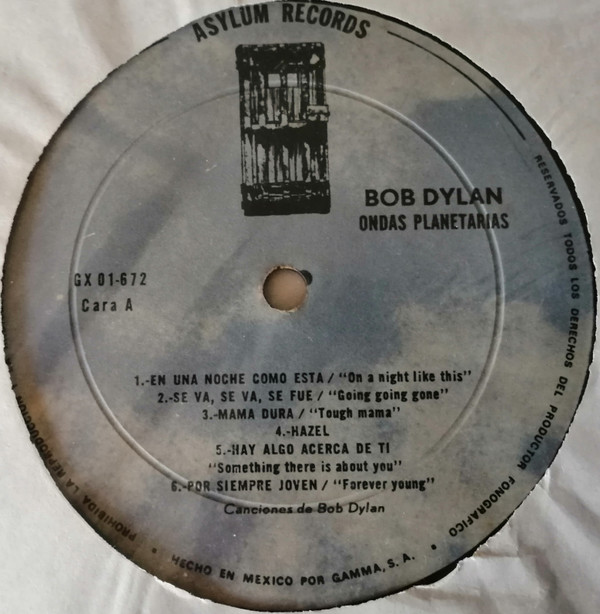 ASYLUM RECORDS
BOB DYLAN
ONDAS PLANETARIAS
GX 01-672
Cara A
1.-EN UNA NOCHE COMO ESTA / "On a night like this"
2.-SE VA, SE VA, SE FUE / "Going going gone"
3.-MAMA DURA / "Tough mama"
4.-HAZEL
5.-HAY ALGO ACERCA DE TI
"Something there is about you"
6.-POR SIEMPRE JOVEN / "Forever young"
Canciones de Bob Dylan
RESERVADOS TODOS LOS DERECHOS DEL PRODUCTOR FONOGRAFICO
• HECHO EN MEXICO POR GAMMA, S. A. •
PROHIBIDA LA REPRODUCCION